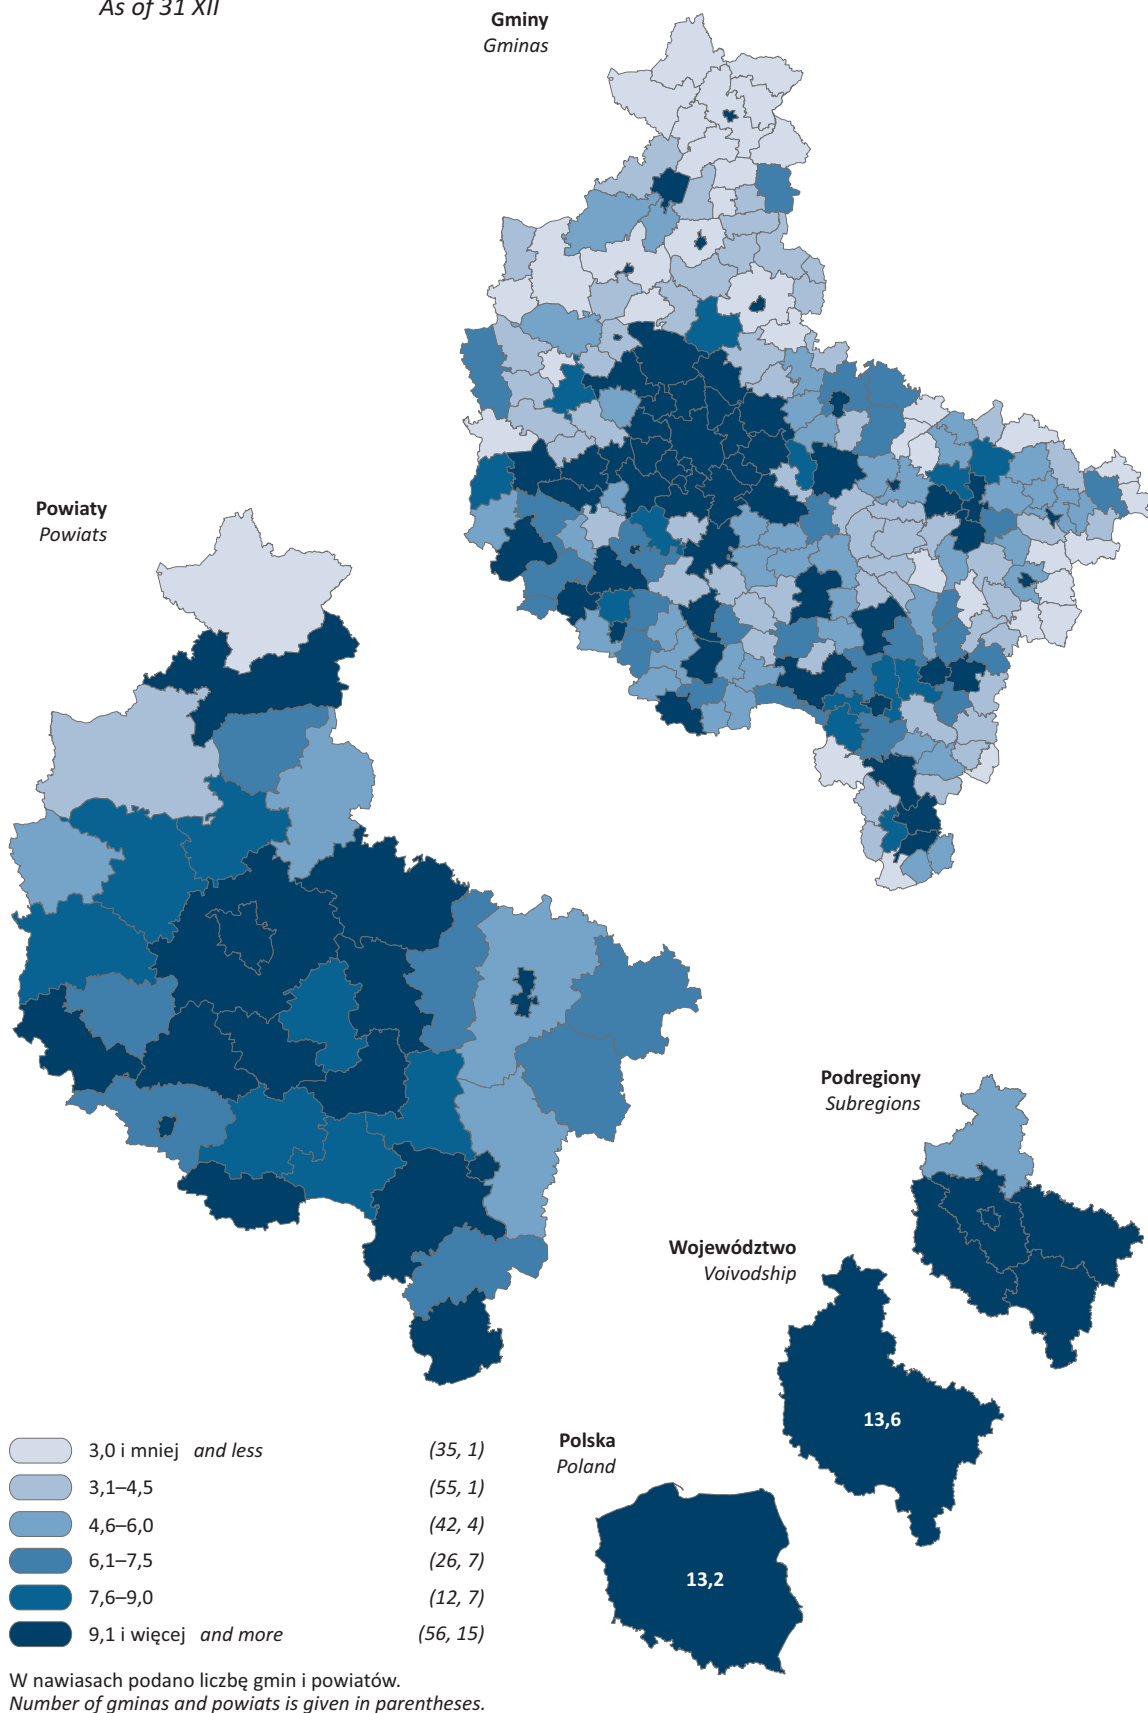 As of 31 XII
Gminy
Gminas
Powiaty
Powiats
Podregiony
Subregions
Województwo
Voivodship
13,6
Polska
Poland
13,2
3,0 i mniej and less (35, 1)
3,1–4,5 (55, 1)
4,6–6,0 (42, 4)
6,1–7,5 (26, 7)
7,6–9,0 (12, 7)
9,1 i więcej and more (56, 15)
W nawiasach podano liczbę gmin i powiatów.
Number of gminas and powiats is given in parentheses.